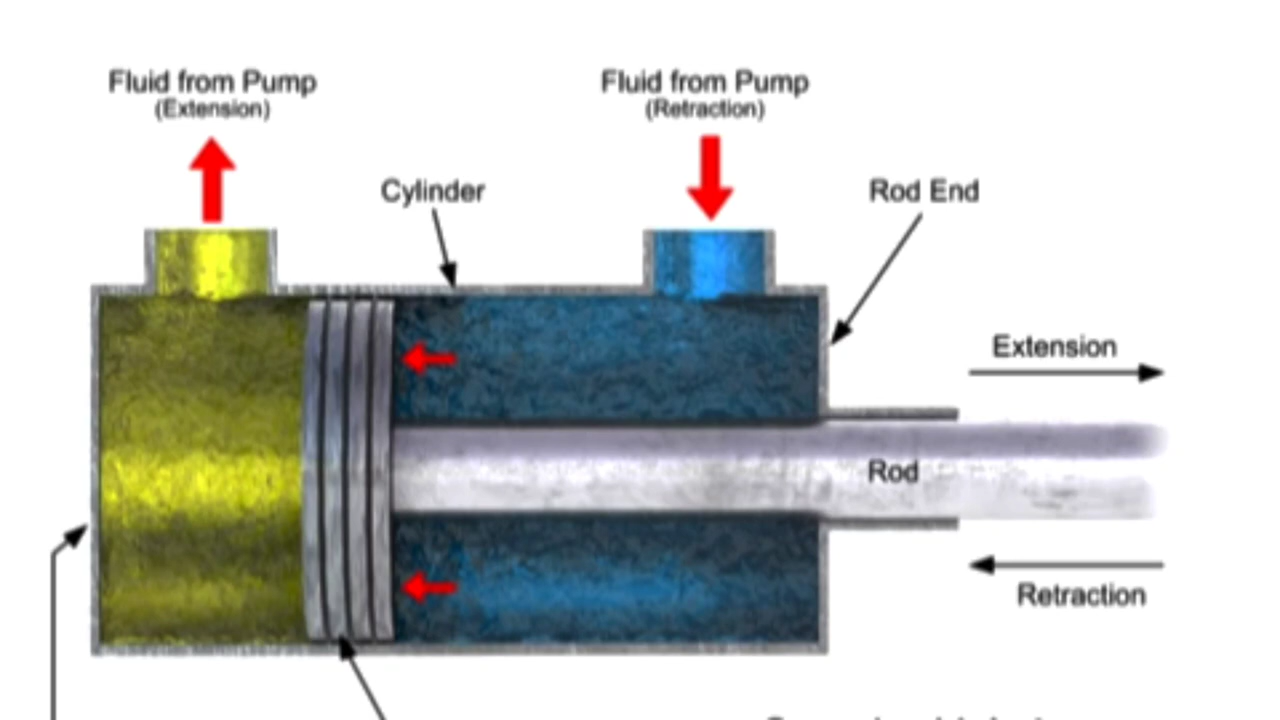 Fluid from Pump
(Extension)
Fluid from Pump
(Retraction)
Cylinder
Rod End
Extension
Rod
Retraction